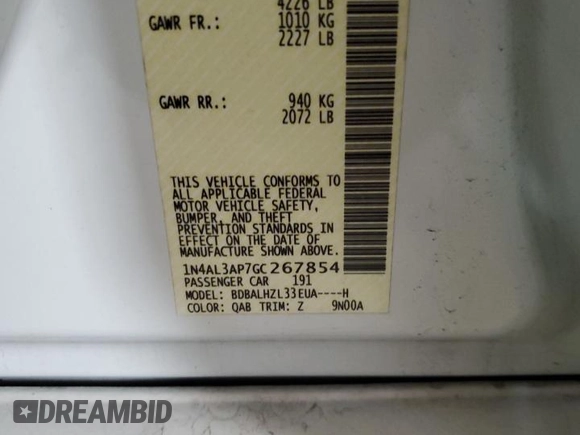 4226 LB
GAWR FR.: 1010 KG
2227 LB
GAWR RR.: 940 KG
2072 LB
THIS VEHICLE CONFORMS TO
ALL APPLICABLE FEDERAL
MOTOR VEHICLE SAFETY,
BUMPER, AND THEFT
PREVENTION STANDARDS IN
EFFECT ON THE DATE OF
MANUFACTURE SHOWN ABOVE.
1N4AL3AP7GC267854
PASSENGER CAR 191
MODEL: BDBALHZL33EUA----H
COLOR: QAB TRIM: Z 9N00A
DREAMBID